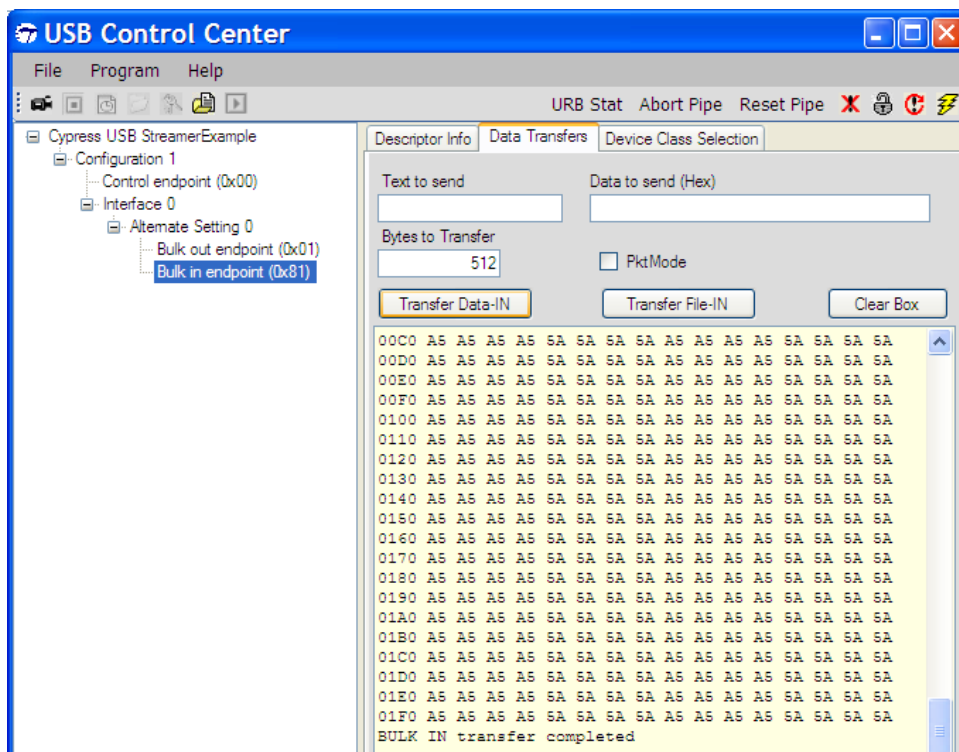 USB Control Center
File Program Help
URB Stat Abort Pipe Reset Pipe
Cypress USB StreamerExample
Configuration 1
Control endpoint (0x00)
Interface 0
Alternate Setting 0
Bulk out endpoint (0x01)
Bulk in endpoint (0x81)
Descriptor Info Data Transfers Device Class Selection
Text to send Data to send (Hex)
Bytes to Transfer
512 PktMode
Transfer Data-IN Transfer File-IN Clear Box
00C0 A5 A5 A5 A5 5A 5A 5A 5A A5 A5 A5 A5 5A 5A 5A 5A
00D0 A5 A5 A5 A5 5A 5A 5A 5A A5 A5 A5 A5 5A 5A 5A 5A
00E0 A5 A5 A5 A5 5A 5A 5A 5A A5 A5 A5 A5 5A 5A 5A 5A
00F0 A5 A5 A5 A5 5A 5A 5A 5A A5 A5 A5 A5 5A 5A 5A 5A
0100 A5 A5 A5 A5 5A 5A 5A 5A A5 A5 A5 A5 5A 5A 5A 5A
0110 A5 A5 A5 A5 5A 5A 5A 5A A5 A5 A5 A5 5A 5A 5A 5A
0120 A5 A5 A5 A5 5A 5A 5A 5A A5 A5 A5 A5 5A 5A 5A 5A
0130 A5 A5 A5 A5 5A 5A 5A 5A A5 A5 A5 A5 5A 5A 5A 5A
0140 A5 A5 A5 A5 5A 5A 5A 5A A5 A5 A5 A5 5A 5A 5A 5A
0150 A5 A5 A5 A5 5A 5A 5A 5A A5 A5 A5 A5 5A 5A 5A 5A
0160 A5 A5 A5 A5 5A 5A 5A 5A A5 A5 A5 A5 5A 5A 5A 5A
0170 A5 A5 A5 A5 5A 5A 5A 5A A5 A5 A5 A5 5A 5A 5A 5A
0180 A5 A5 A5 A5 5A 5A 5A 5A A5 A5 A5 A5 5A 5A 5A 5A
0190 A5 A5 A5 A5 5A 5A 5A 5A A5 A5 A5 A5 5A 5A 5A 5A
01A0 A5 A5 A5 A5 5A 5A 5A 5A A5 A5 A5 A5 5A 5A 5A 5A
01B0 A5 A5 A5 A5 5A 5A 5A 5A A5 A5 A5 A5 5A 5A 5A 5A
01C0 A5 A5 A5 A5 5A 5A 5A 5A A5 A5 A5 A5 5A 5A 5A 5A
01D0 A5 A5 A5 A5 5A 5A 5A 5A A5 A5 A5 A5 5A 5A 5A 5A
01E0 A5 A5 A5 A5 5A 5A 5A 5A A5 A5 A5 A5 5A 5A 5A 5A
01F0 A5 A5 A5 A5 5A 5A 5A 5A A5 A5 A5 A5 5A 5A 5A 5A
BULK IN transfer completed